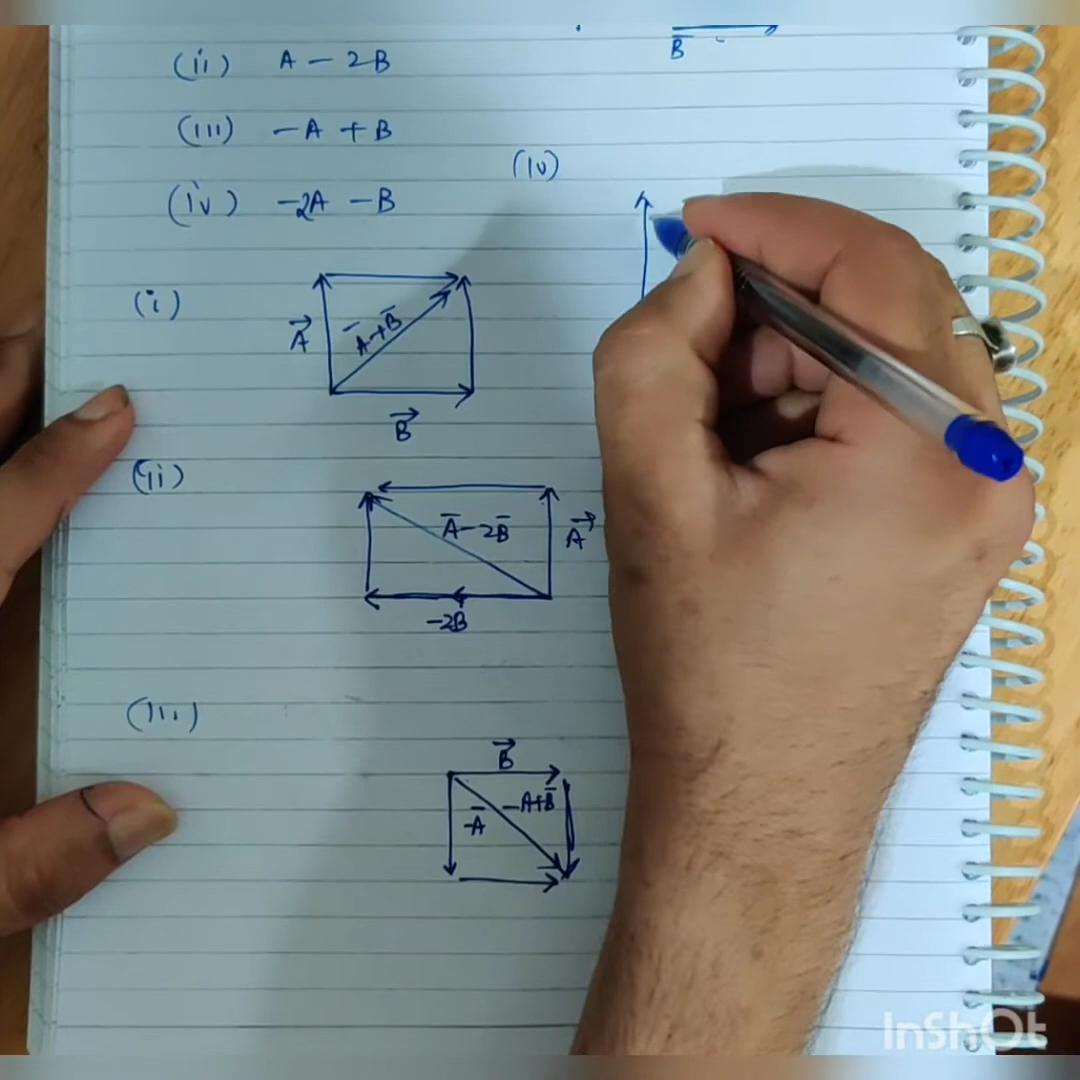 B̅
(ii) A - 2B
(iii) -A + B
(iv) -2A - B
(iv)
(i)
A⃗
A̅+B̅
B⃗
(ii)
A̅-2B̅
A⃗
-2B
(iii)
B⃗
-A̅
-A+B̅
InShOt